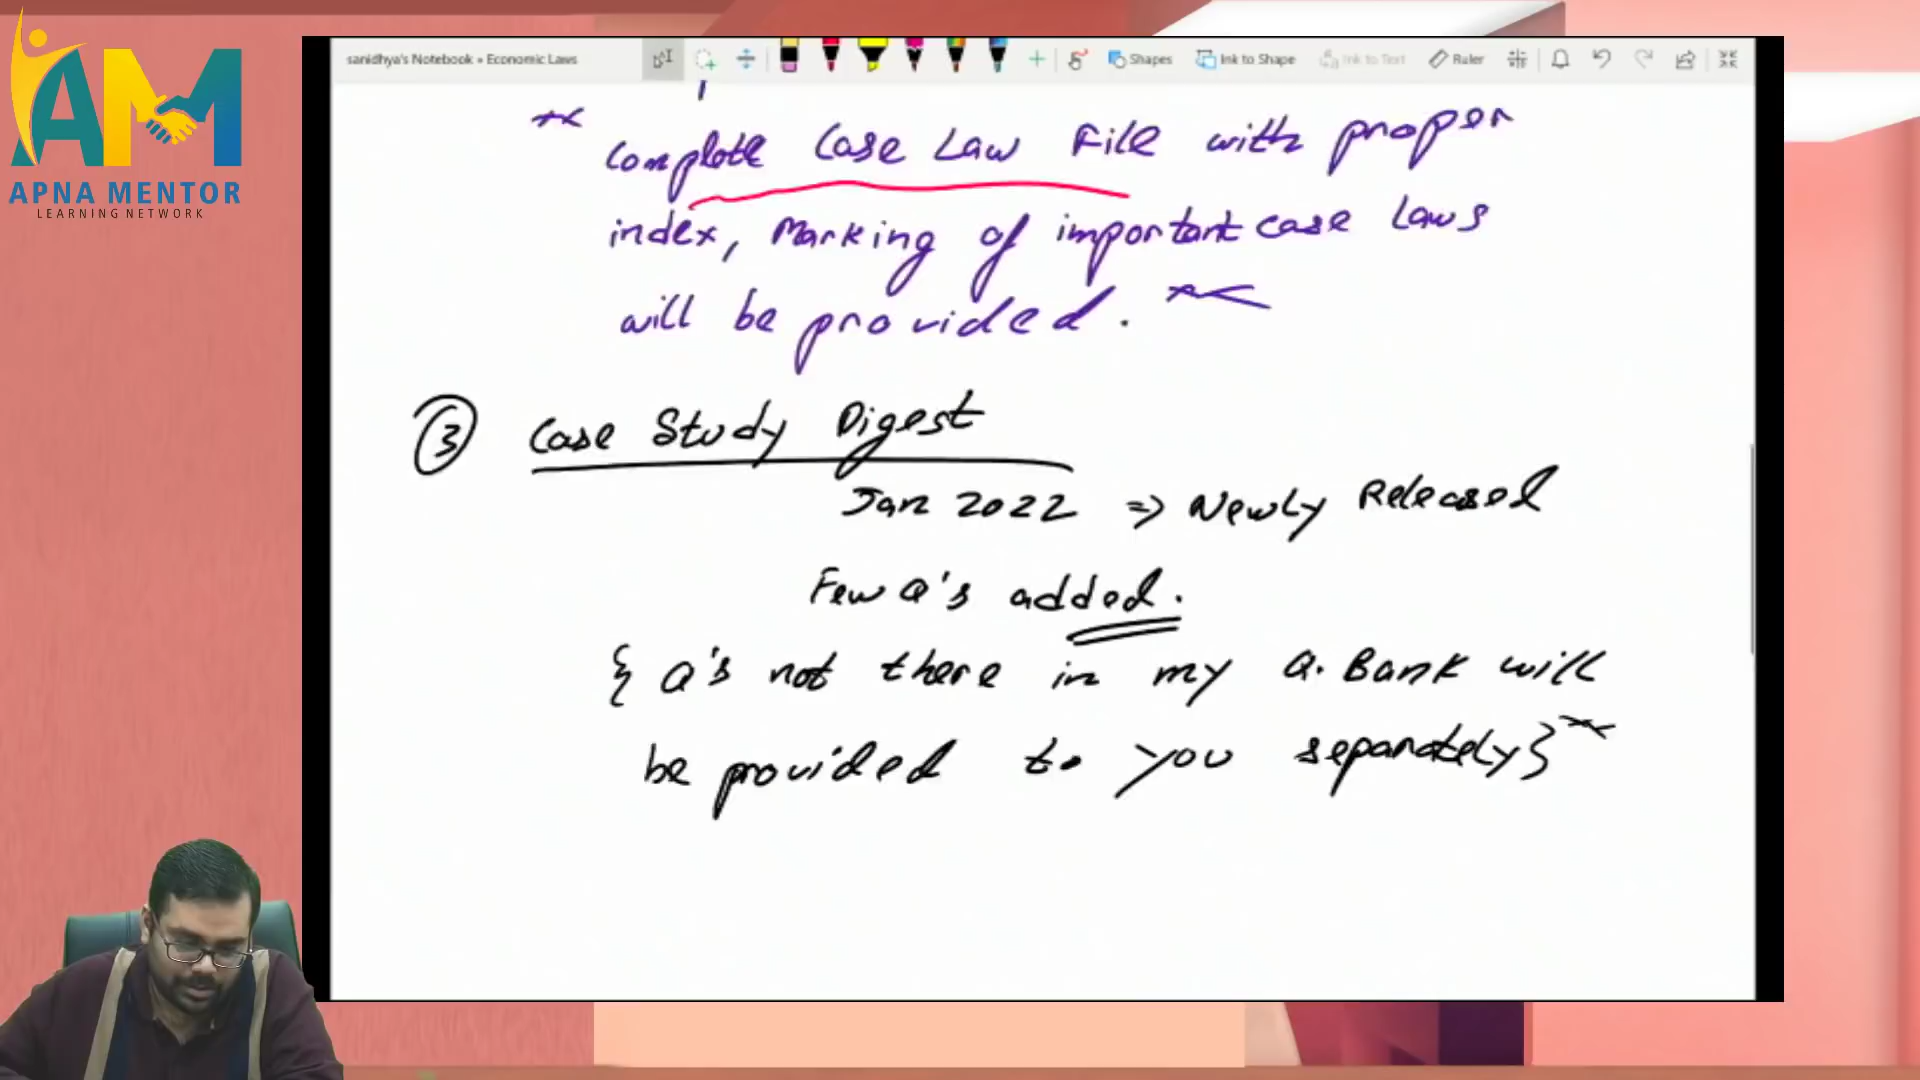 AM
APNA MENTOR
LEARNING NETWORK
sanidhya's Notebook » Economic Laws
Shapes
Ink to Shape
Ink to Text
Ruler
Complete Case Law File with proper
index, Marking of important case Laws
will be provided.
③ Case Study Digest
Jan 2022 => Newly Released
Few Q's added.
{ Q's not there in my Q. Bank will
be provided to you separately}